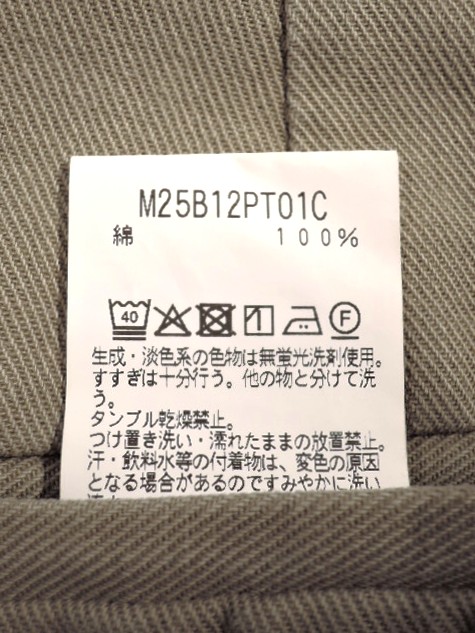 M25B12PT01C
綿 100%
40 F
生成・淡色系の色物は無蛍光洗剤使用。
すすぎは十分行う。他の物と分けて洗
う。
タンブル乾燥禁止。
つけ置き洗い・濡れたままの放置禁止。
汗・飲料水等の付着物は、変色の原因
となる場合があるのですみやかに洗い